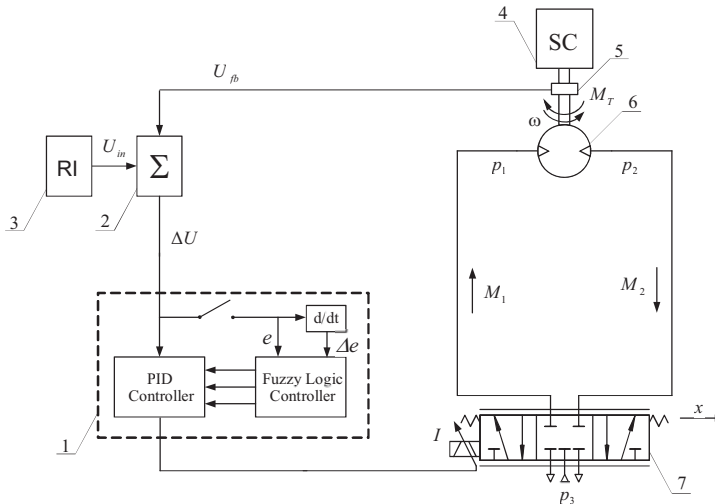 4
SC
5
U_fb
M_T
6
ω
RI
U_in
Σ
p_1
p_2
3
2
ΔU
M_1
M_2
d/dt
e
Δe
PID
Controller
Fuzzy Logic
Controller
1
I
x
7
p_3